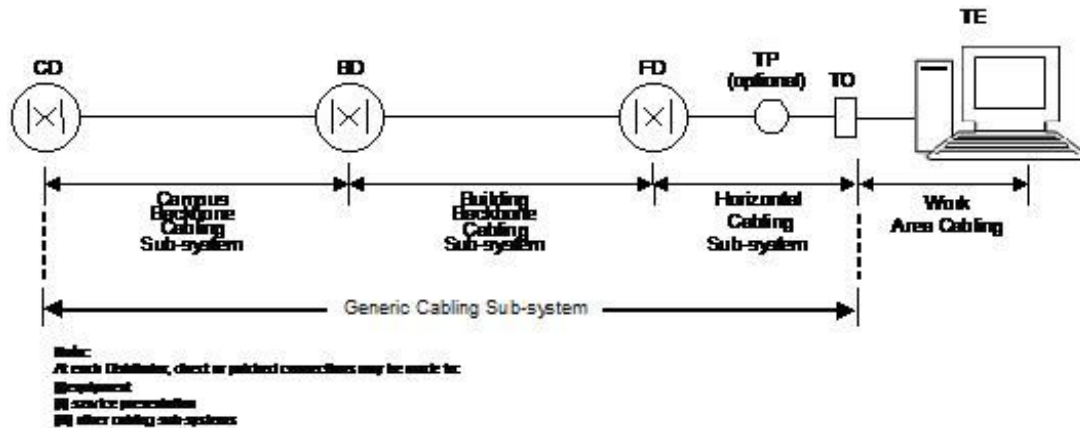 TE
CD
BD
FD
TP
(optional)
TO
Campus
Backbone
Cabling
Sub-system
Building
Backbone
Cabling
Sub-system
Horizontal
Cabling
Sub-system
Work
Area Cabling
Generic Cabling Sub-system
Note:
At each Distributor, direct or patched connections may be made to:
equipment
service presentation
other cabling sub-systems